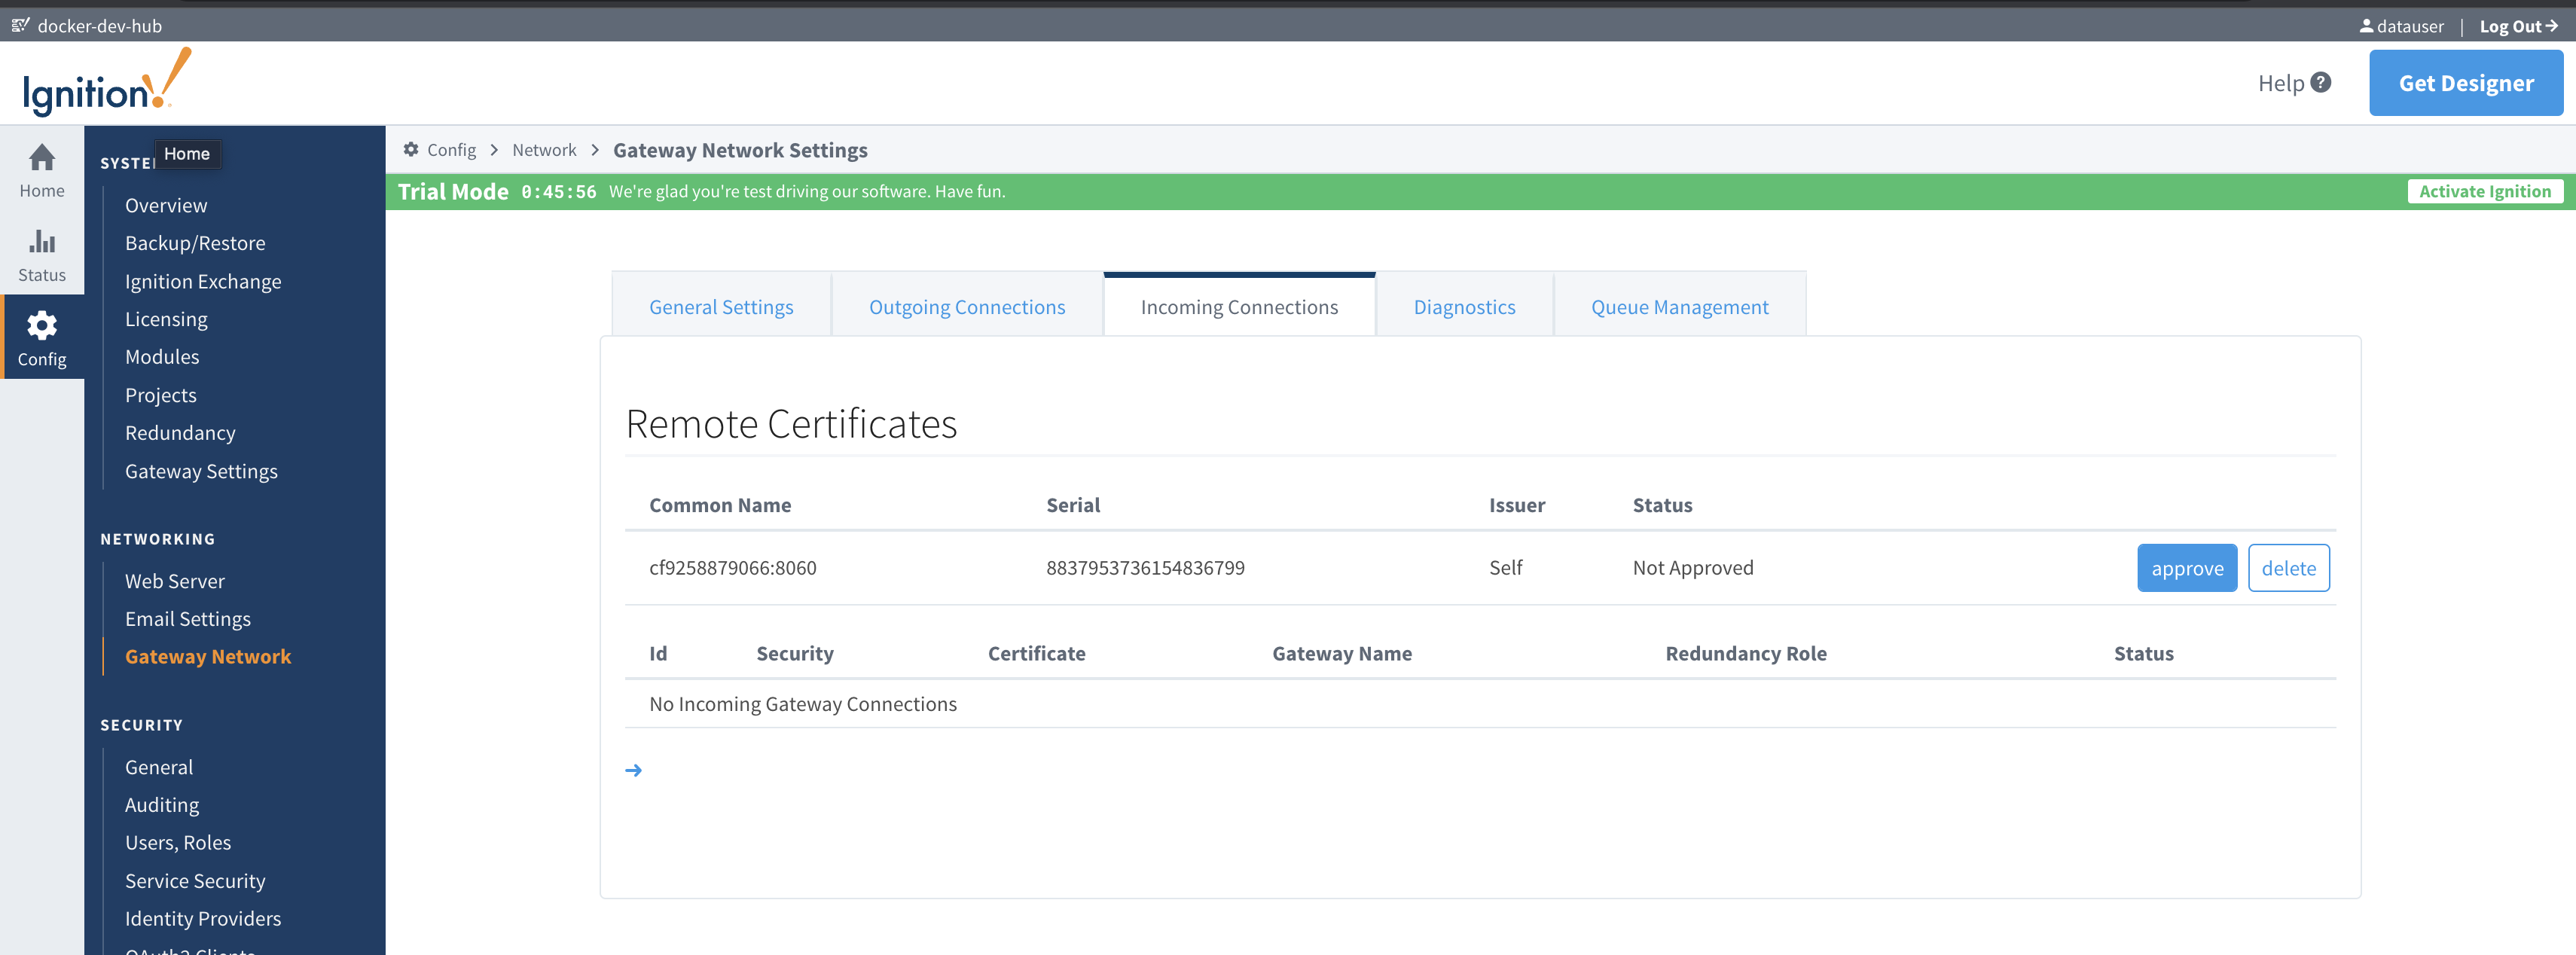 docker-dev-hub
datauser | Log Out
Ignition!
Help ?
Get Designer
Home
Status
Config
SYSTE
Home
Overview
Backup/Restore
Ignition Exchange
Licensing
Modules
Projects
Redundancy
Gateway Settings
NETWORKING
Web Server
Email Settings
Gateway Network
SECURITY
General
Auditing
Users, Roles
Service Security
Identity Providers
OAuth2 Clients
Config > Network > Gateway Network Settings
Trial Mode 0:45:56 We're glad you're test driving our software. Have fun.
Activate Ignition
General Settings
Outgoing Connections
Incoming Connections
Diagnostics
Queue Management
Remote Certificates
Common Name Serial Issuer Status
cf9258879066:8060 8837953736154836799 Self Not Approved approve delete
Id Security Certificate Gateway Name Redundancy Role Status
No Incoming Gateway Connections